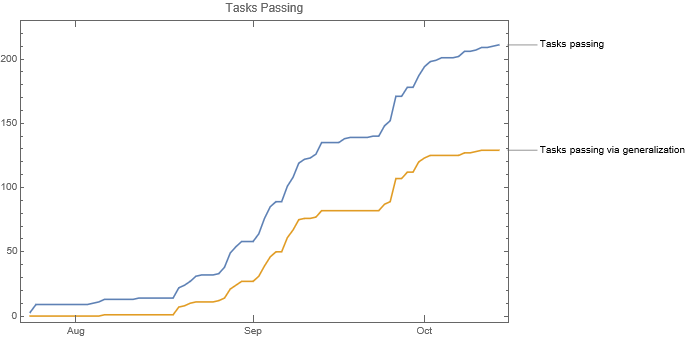 Tasks Passing
200
150
100
50
0
Aug Sep Oct
Tasks passing
Tasks passing via generalization